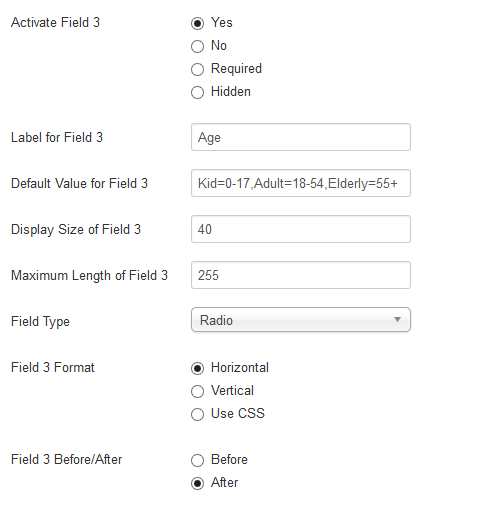 Activate Field 3
Yes
No
Required
Hidden
Label for Field 3
Age
Default Value for Field 3
Kid=0-17,Adult=18-54,Elderly=55+
Display Size of Field 3
40
Maximum Length of Field 3
255
Field Type
Radio
Field 3 Format
Horizontal
Vertical
Use CSS
Field 3 Before/After
Before
After